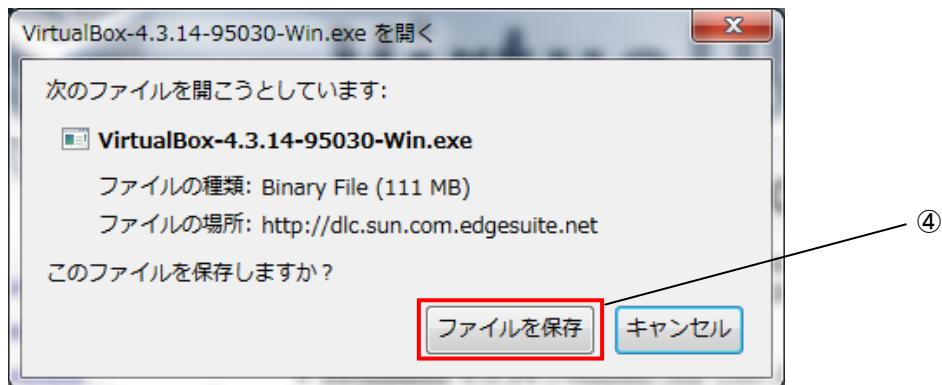 VirtualBox-4.3.14-95030-Win.exe を開く
次のファイルを開こうとしています:
VirtualBox-4.3.14-95030-Win.exe
ファイルの種類: Binary File (111 MB)
ファイルの場所: http://dlc.sun.com.edgesuite.net
④
このファイルを保存しますか？
ファイルを保存 キャンセル